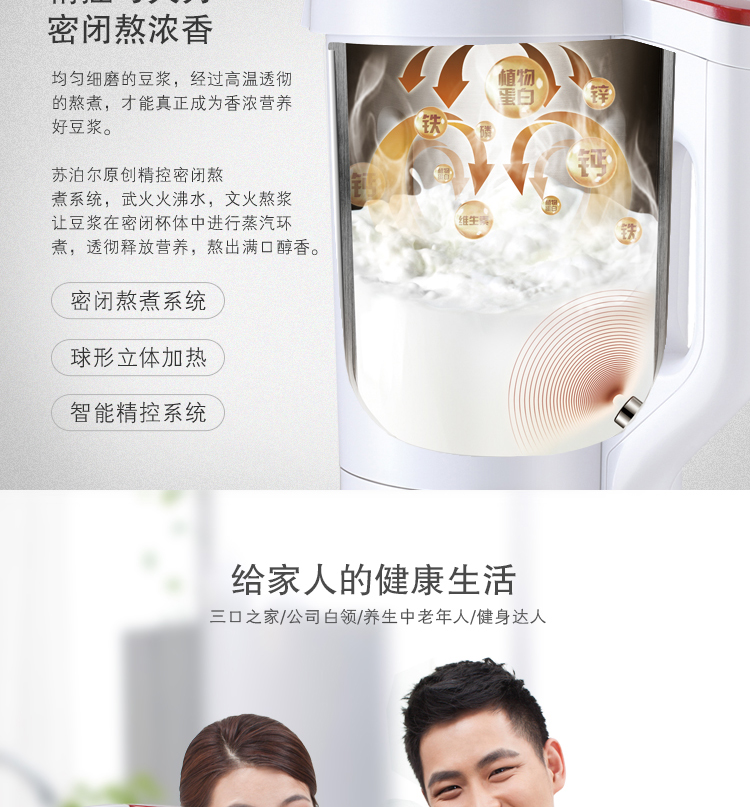 密闭熬浓香
均匀细磨的豆浆，经过高温透彻
的熬煮，才能真正成为香浓营养
好豆浆。
苏泊尔原创精控密闭熬
煮系统，武火火沸水，文火熬浆
让豆浆在密闭杯体中进行蒸汽环
煮，透彻释放营养，熬出满口醇香。
密闭熬煮系统
球形立体加热
智能精控系统
植物
蛋白
锌
铁
磷
钙
钙
维生素
铁
给家人的健康生活
三口之家/公司白领/养生中老年人/健身达人